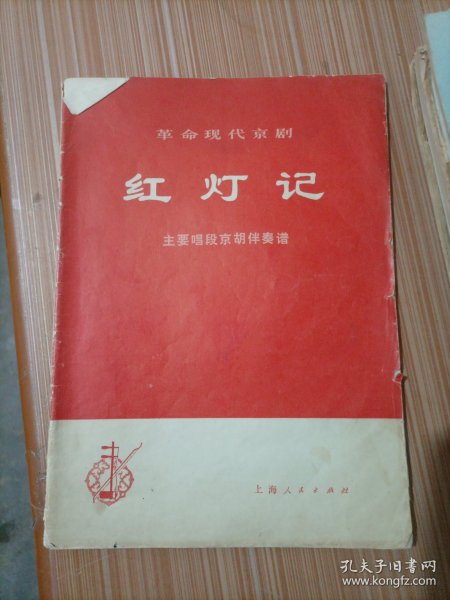 革命现代京剧
红灯记
主要唱段京胡伴奏谱
上海人民出版社
孔夫子旧书网
www.kongfz.com